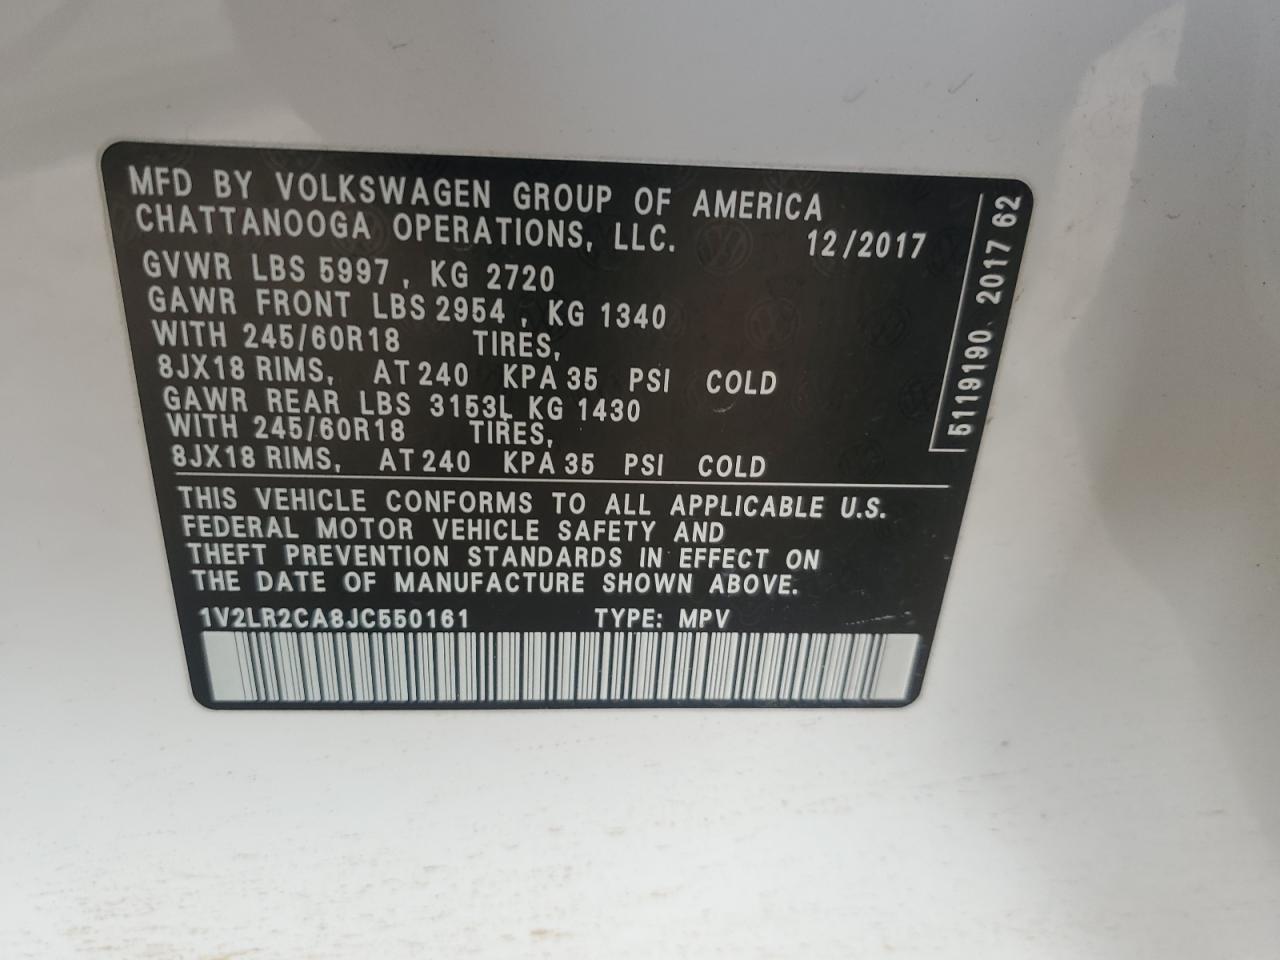 MFD BY VOLKSWAGEN GROUP OF AMERICA
CHATTANOOGA OPERATIONS, LLC. 12/2017
GVWR LBS 5997, KG 2720
GAWR FRONT LBS 2954, KG 1340
WITH 245/60R18 TIRES,
8JX18 RIMS, AT 240 KPA 35 PSI COLD
GAWR REAR LBS 3153L KG 1430
WITH 245/60R18 TIRES,
8JX18 RIMS, AT 240 KPA 35 PSI COLD
THIS VEHICLE CONFORMS TO ALL APPLICABLE U.S.
FEDERAL MOTOR VEHICLE SAFETY AND
THEFT PREVENTION STANDARDS IN EFFECT ON
THE DATE OF MANUFACTURE SHOWN ABOVE.
1V2LR2CA8JC550161 TYPE: MPV
5119190 2017 62